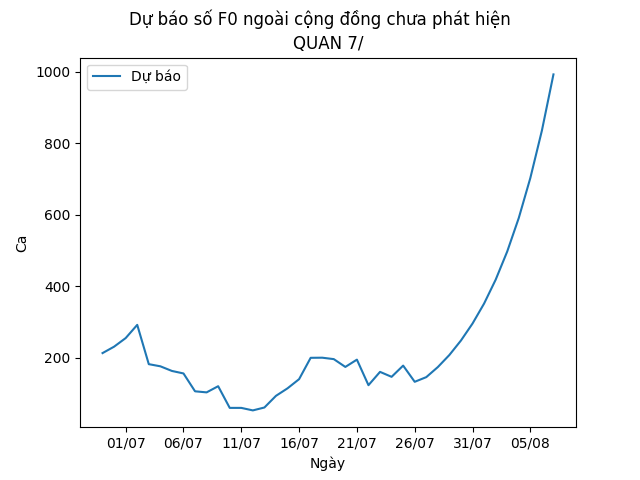 Dự báo số F0 ngoài cộng đồng chưa phát hiện
QUAN 7/
Dự báo
1000
800
600
400
200
Ca
01/07 06/07 11/07 16/07 21/07 26/07 31/07 05/08
Ngày